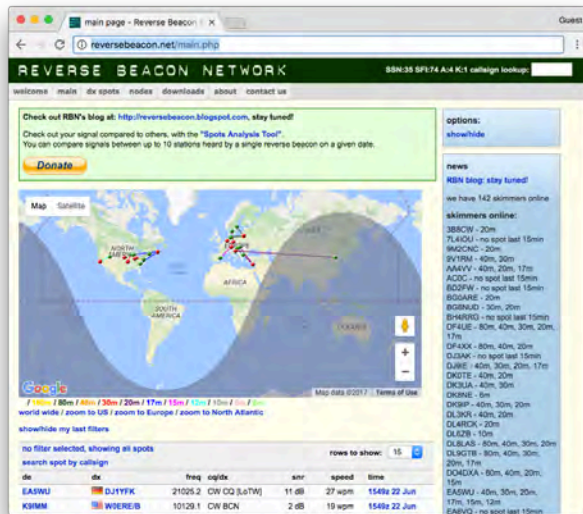 main page - Reverse Beacon
Guest
reversebeacon.net/main.php
REVERSE BEACON NETWORK
SSN:35 SFI:74 A:4 K:1 callsign lookup:
welcome main dx spots nodes downloads about contact us
Check out RBN's blog at: http://reversebeacon.blogspot.com, stay tuned!
Check out your signal compared to others, with the "Spots Analysis Tool".
You can compare signals between up to 10 stations heard by a single reverse beacon on a given date.
Donate
Map Satellite
NORTH
AMERICA
AFRICA
SOUTH
AMERICA
OCEANIA
Google
Map data ©2017 Terms of Use
/ 80m / 40m / 30m / 20m / 17m / 15m / 12m / 10m / 6m
world wide / zoom to US / zoom to Europe / zoom to North Atlantic
show/hide my last filters
no filter selected, showing all spots
rows to show: 15
search spot by callsign
de dx freq cq/dx snr speed time
EA5WU DJ1YFK 21025.2 CW CQ [LoTW] 11 dB 27 wpm 1549z 22 Jun
K9IMM W0ERE/B 10129.1 CW BCN 2 dB 19 wpm 1549z 22 Jun
options:
show/hide
news
RBN blog: stay tuned!
we have 142 skimmers online
skimmers online:
3B8CW - 20m
7L4IOU - no spot last 15min
9M2CNC - 20m
9V1RM - 40m, 30m
AA4VV - 40m, 20m, 17m
AC0C - no spot last 15min
BD2FW - no spot last 15min
BG0ARE - 20m
BG8NUD - 30m, 20m
BH4RRG - no spot last 15min
DF4UE - 80m, 40m, 30m, 20m,
17m
DF4XX - 80m, 40m, 20m
DJ3AK - no spot last 15min
DJ9IE - 40m, 30m, 20m, 17m
DK0TE - 40m, 20m
DK3UA - 40m, 30m
DK8NE - 6m
DK9IP - 40m, 30m, 20m
DL3KR - 40m, 20m
DL4RCK - 20m
DL6ZB - 10m
DL8LAS - 80m, 40m, 30m, 20m
DL9GTB - 80m, 40m, 30m,
20m, 17m
DO4DXA - 80m, 40m, 20m,
15m
EA5WU - 40m, 30m, 20m,
17m, 15m, 12m
EA8VQ - no spot last 15min